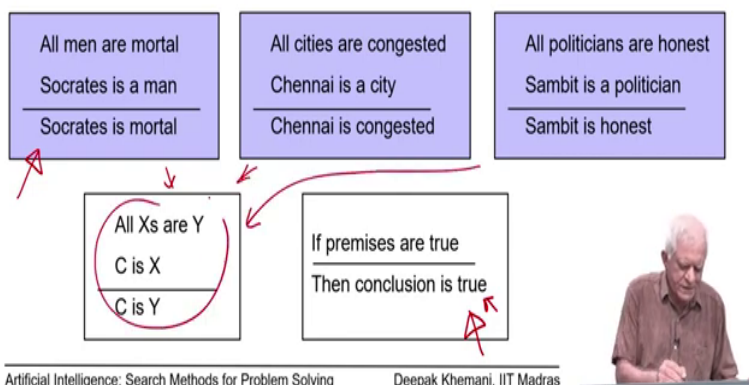 All men are mortal
Socrates is a man
Socrates is mortal
All cities are congested
Chennai is a city
Chennai is congested
All politicians are honest
Sambit is a politician
Sambit is honest
All Xs are Y
C is X
C is Y
If premises are true
Then conclusion is true
Artificial Intelligence: Search Methods for Problem Solving
Deepak Khemani, IIT Madras